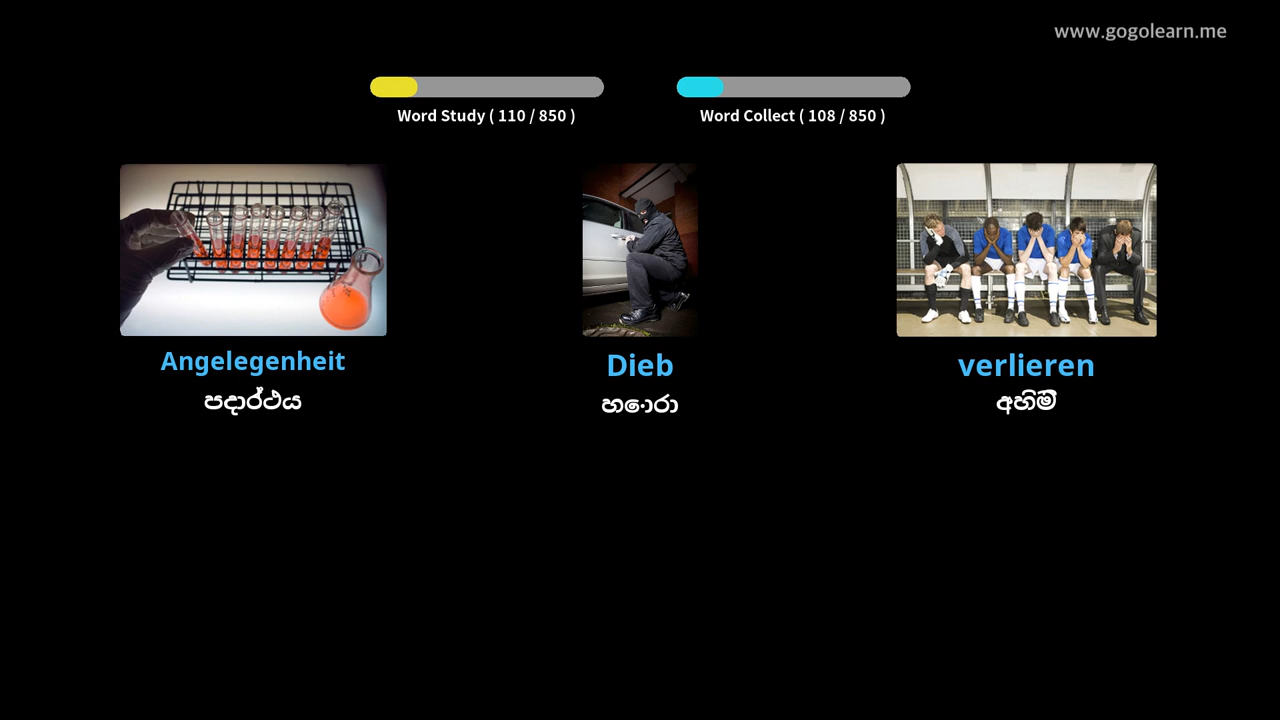 www.gogolearn.me
Word Study ( 110 / 850 )
Word Collect ( 108 / 850 )
Angelegenheit
පදාර්ථය
Dieb
හොරා
verlieren
අහිමි